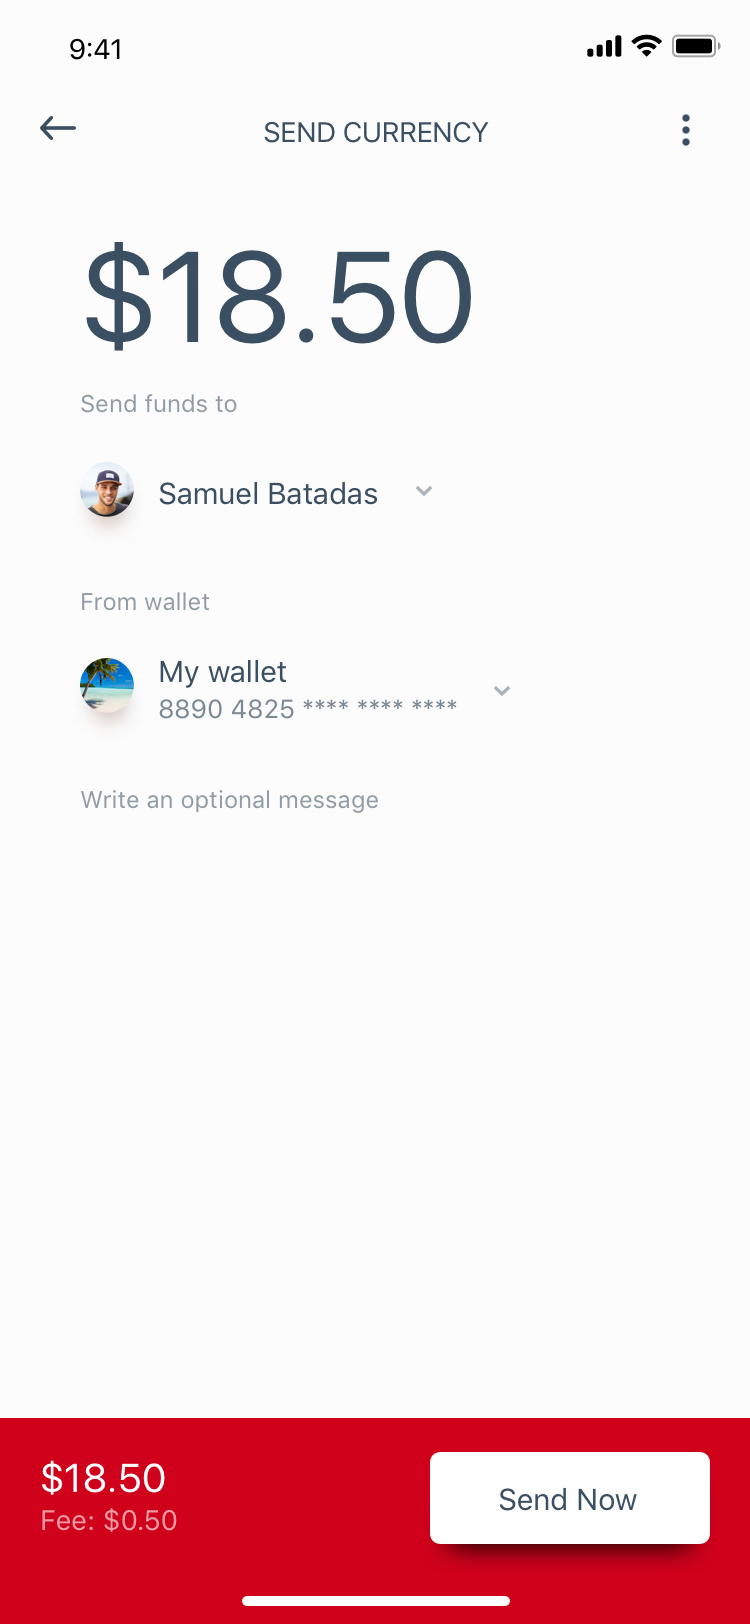 9:41
SEND CURRENCY
$18.50
Send funds to
Samuel Batadas
From wallet
My wallet
8890 4825 **** **** ****
Write an optional message
$18.50
Fee: $0.50
Send Now